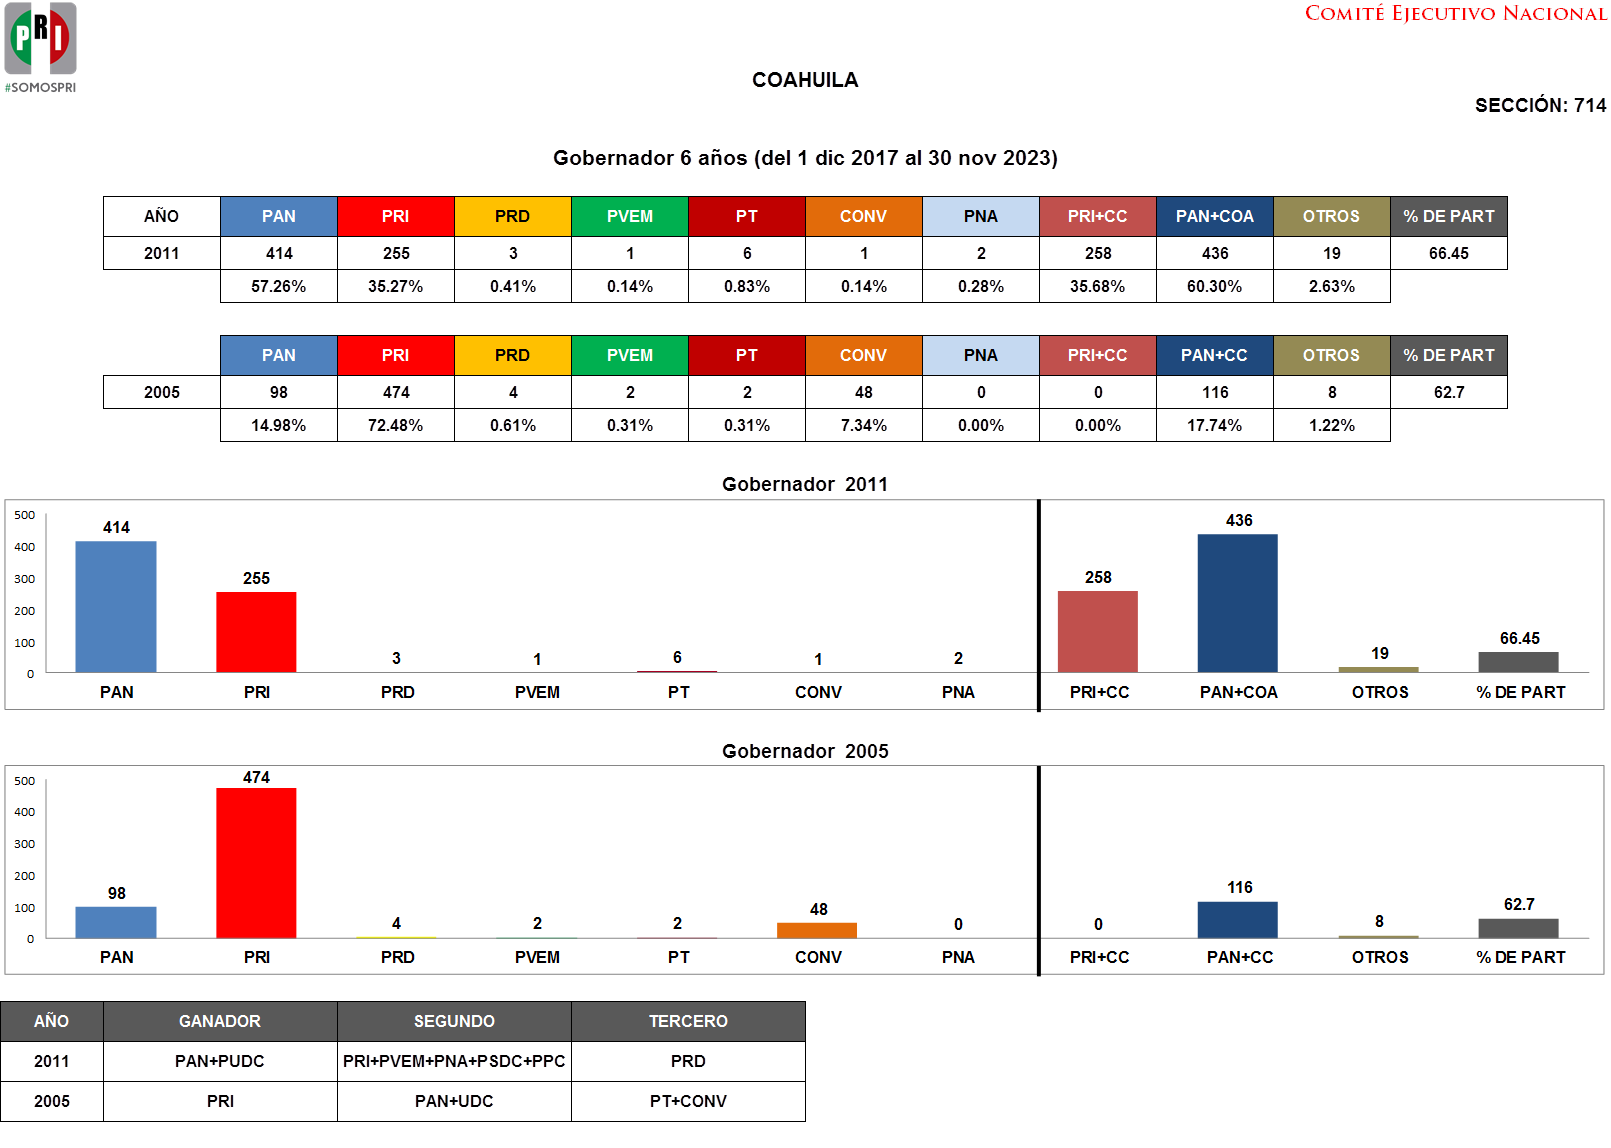 PRI
#SOMOSPRI
COMITÉ EJECUTIVO NACIONAL
COAHUILA
SECCIÓN: 714
Gobernador 6 años (del 1 dic 2017 al 30 nov 2023)
AÑO PAN PRI PRD PVEM PT CONV PNA PRI+CC PAN+COA OTROS % DE PART
2011 414 255 3 1 6 1 2 258 436 19 66.45
57.26% 35.27% 0.41% 0.14% 0.83% 0.14% 0.28% 35.68% 60.30% 2.63%
PAN PRI PRD PVEM PT CONV PNA PRI+CC PAN+CC OTROS % DE PART
2005 98 474 4 2 2 48 0 0 116 8 62.7
14.98% 72.48% 0.61% 0.31% 0.31% 7.34% 0.00% 0.00% 17.74% 1.22%
Gobernador 2011
500
400
300
200
100
0
414 255 3 1 6 1 2 258 436 19 66.45
PAN PRI PRD PVEM PT CONV PNA PRI+CC PAN+COA OTROS % DE PART
Gobernador 2005
500
400
300
200
100
0
98 474 4 2 2 48 0 0 116 8 62.7
PAN PRI PRD PVEM PT CONV PNA PRI+CC PAN+CC OTROS % DE PART
AÑO GANADOR SEGUNDO TERCERO
2011 PAN+PUDC PRI+PVEM+PNA+PSDC+PPC PRD
2005 PRI PAN+UDC PT+CONV